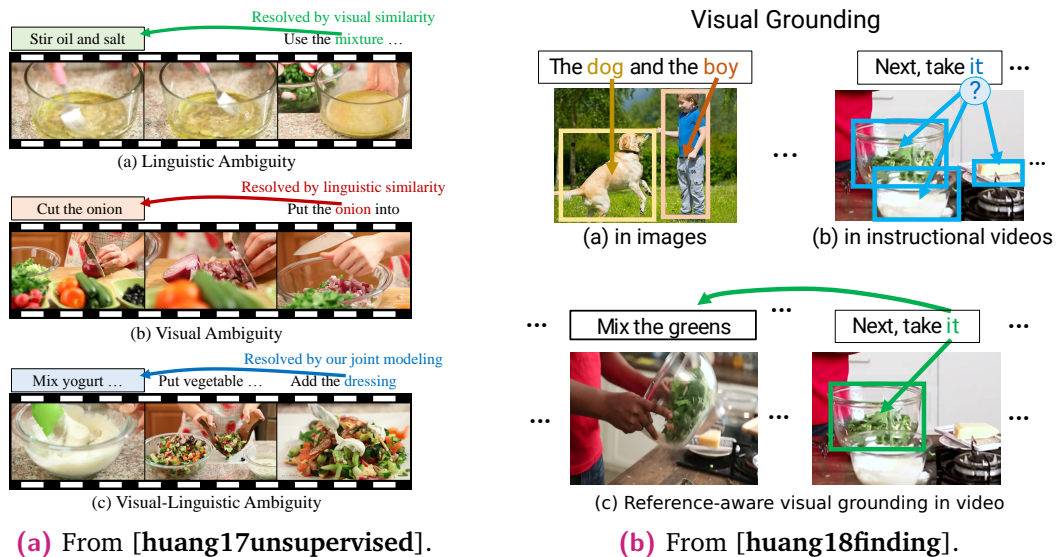 Resolved by visual similarity
Stir oil and salt
Use the mixture ...
(a) Linguistic Ambiguity
Resolved by linguistic similarity
Cut the onion
Put the onion into
(b) Visual Ambiguity
Resolved by our joint modeling
Mix yogurt ...
Put vegetable ...
Add the dressing
(c) Visual-Linguistic Ambiguity
(a) From [huang17unsupervised].
Visual Grounding
The dog and the boy
Next, take it ...
?
...
...
(a) in images
(b) in instructional videos
...
Mix the greens
...
Next, take it
...
...
...
...
(c) Reference-aware visual grounding in video
(b) From [huang18finding].